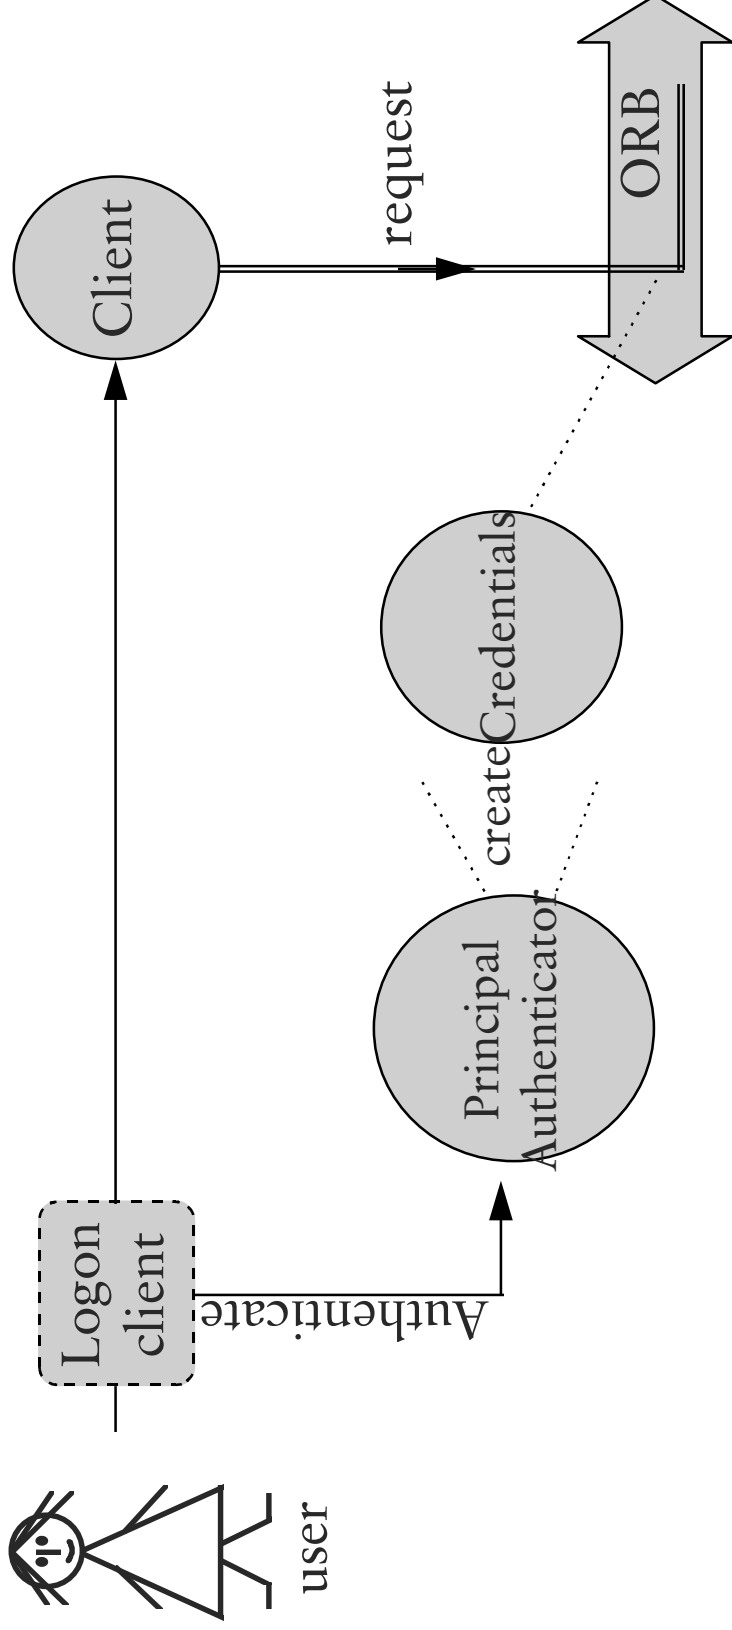 user
Logon
client
Authenticate
Principal
Authenticator
create
Credentials
Client
request
ORB